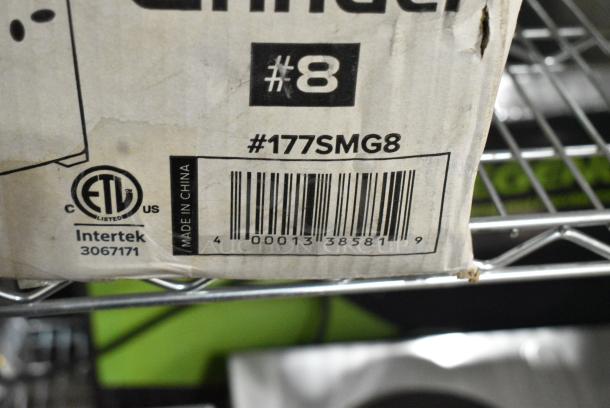 #8
#177SMG8
MADE IN CHINA
ETL
LISTED
C US
Intertek
3067171
4 00013 38581 9